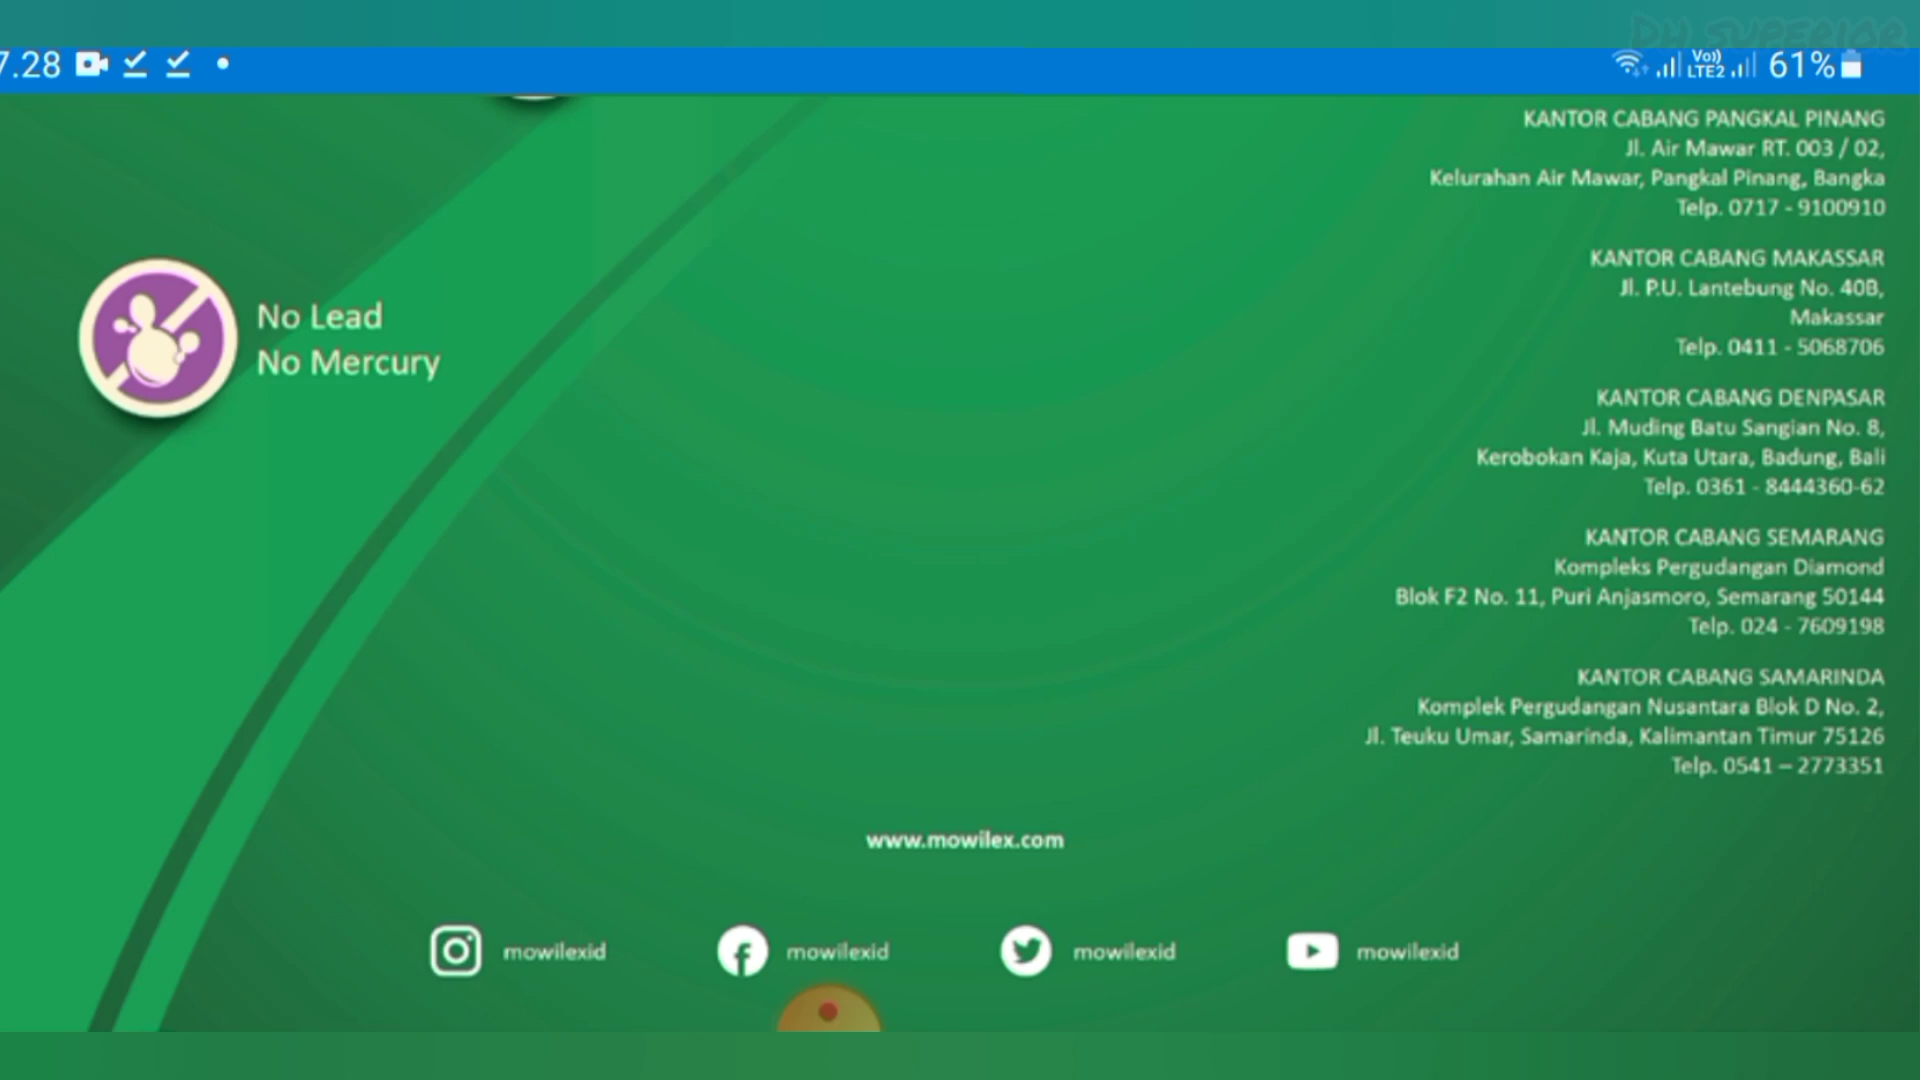 DH SUPERIOR
7.28
Vo))
LTE2
61%
KANTOR CABANG PANGKAL PINANG
Jl. Air Mawar RT. 003 / 02,
Kelurahan Air Mawar, Pangkal Pinang, Bangka
Telp. 0717 - 9100910
No Lead
No Mercury
KANTOR CABANG MAKASSAR
Jl. P.U. Lantebung No. 40B,
Makassar
Telp. 0411 - 5068706
KANTOR CABANG DENPASAR
Jl. Muding Batu Sangian No. 8,
Kerobokan Kaja, Kuta Utara, Badung, Bali
Telp. 0361 - 8444360-62
KANTOR CABANG SEMARANG
Kompleks Pergudangan Diamond
Blok F2 No. 11, Puri Anjasmoro, Semarang 50144
Telp. 024 - 7609198
KANTOR CABANG SAMARINDA
Komplek Pergudangan Nusantara Blok D No. 2,
Jl. Teuku Umar, Samarinda, Kalimantan Timur 75126
Telp. 0541 – 2773351
www.mowilex.com
mowilexid
mowilexid
mowilexid
mowilexid